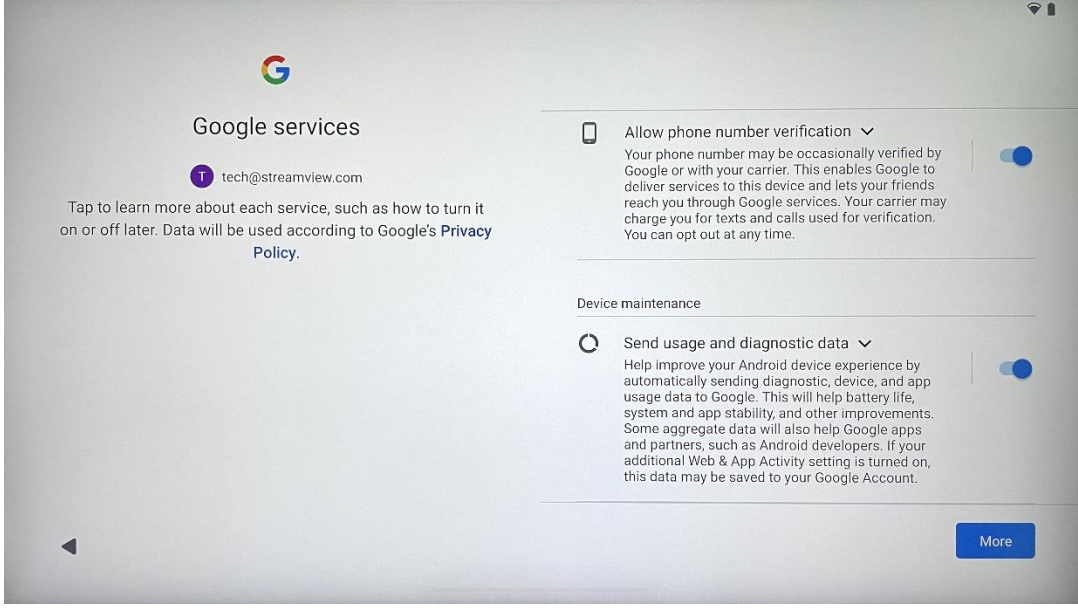 Google services
T tech@streamview.com
Tap to learn more about each service, such as how to turn it
on or off later. Data will be used according to Google's Privacy
Policy.
Allow phone number verification
Your phone number may be occasionally verified by
Google or with your carrier. This enables Google to
deliver services to this device and lets your friends
reach you through Google services. Your carrier may
charge you for texts and calls used for verification.
You can opt out at any time.
Device maintenance
Send usage and diagnostic data
Help improve your Android device experience by
automatically sending diagnostic, device, and app
usage data to Google. This will help battery life,
system and app stability, and other improvements.
Some aggregate data will also help Google apps
and partners, such as Android developers. If your
additional Web & App Activity setting is turned on,
this data may be saved to your Google Account.
More